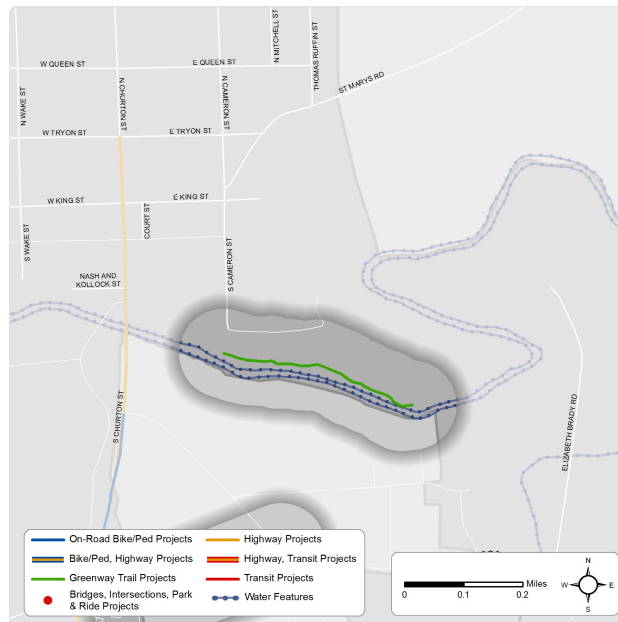 N MITCHELL ST
THOMAS RUFFIN ST
W QUEEN ST
E QUEEN ST
N WAKE ST
N CHURTON ST
N CAMERON ST
ST MARYS RD
W TRYON ST
E TRYON ST
W KING ST
E KING ST
COURT ST
S WAKE ST
S CAMERON ST
NASH AND
KOLLOCK ST
S CHURTON ST
ELIZABETH BRADY RD
On-Road Bike/Ped Projects
Highway Projects
Bike/Ped, Highway Projects
Highway, Transit Projects
Greenway Trail Projects
Transit Projects
Bridges, Intersections, Park
& Ride Projects
Water Features
0 0.1 0.2 Miles
N
W E
S